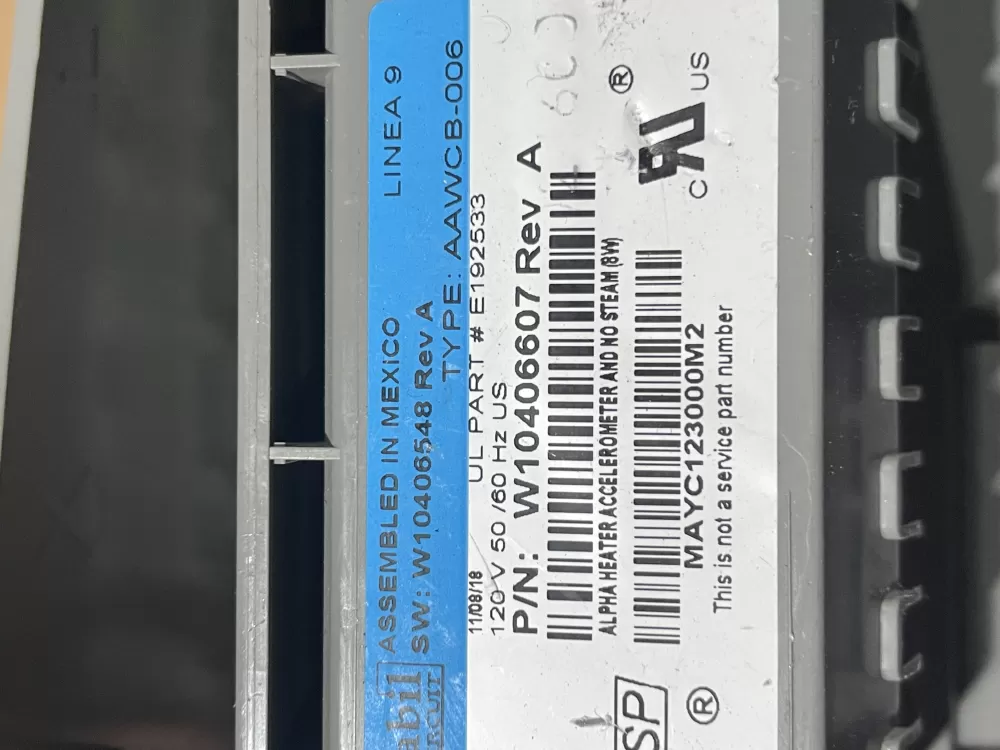 ASSEMBLED IN MEXICO LINEA 9
SW: W10406548 Rev A
TYPE: AAWCB-006
11/08/18 UL PART # E192533
120 V 50/60 Hz US
P/N: W10406607 Rev A
ALPHA HEATER ACCELEROMETER AND NO STEAM (8W)
MAYC123000M2
This is not a service part number
SP
®
C UL US
®